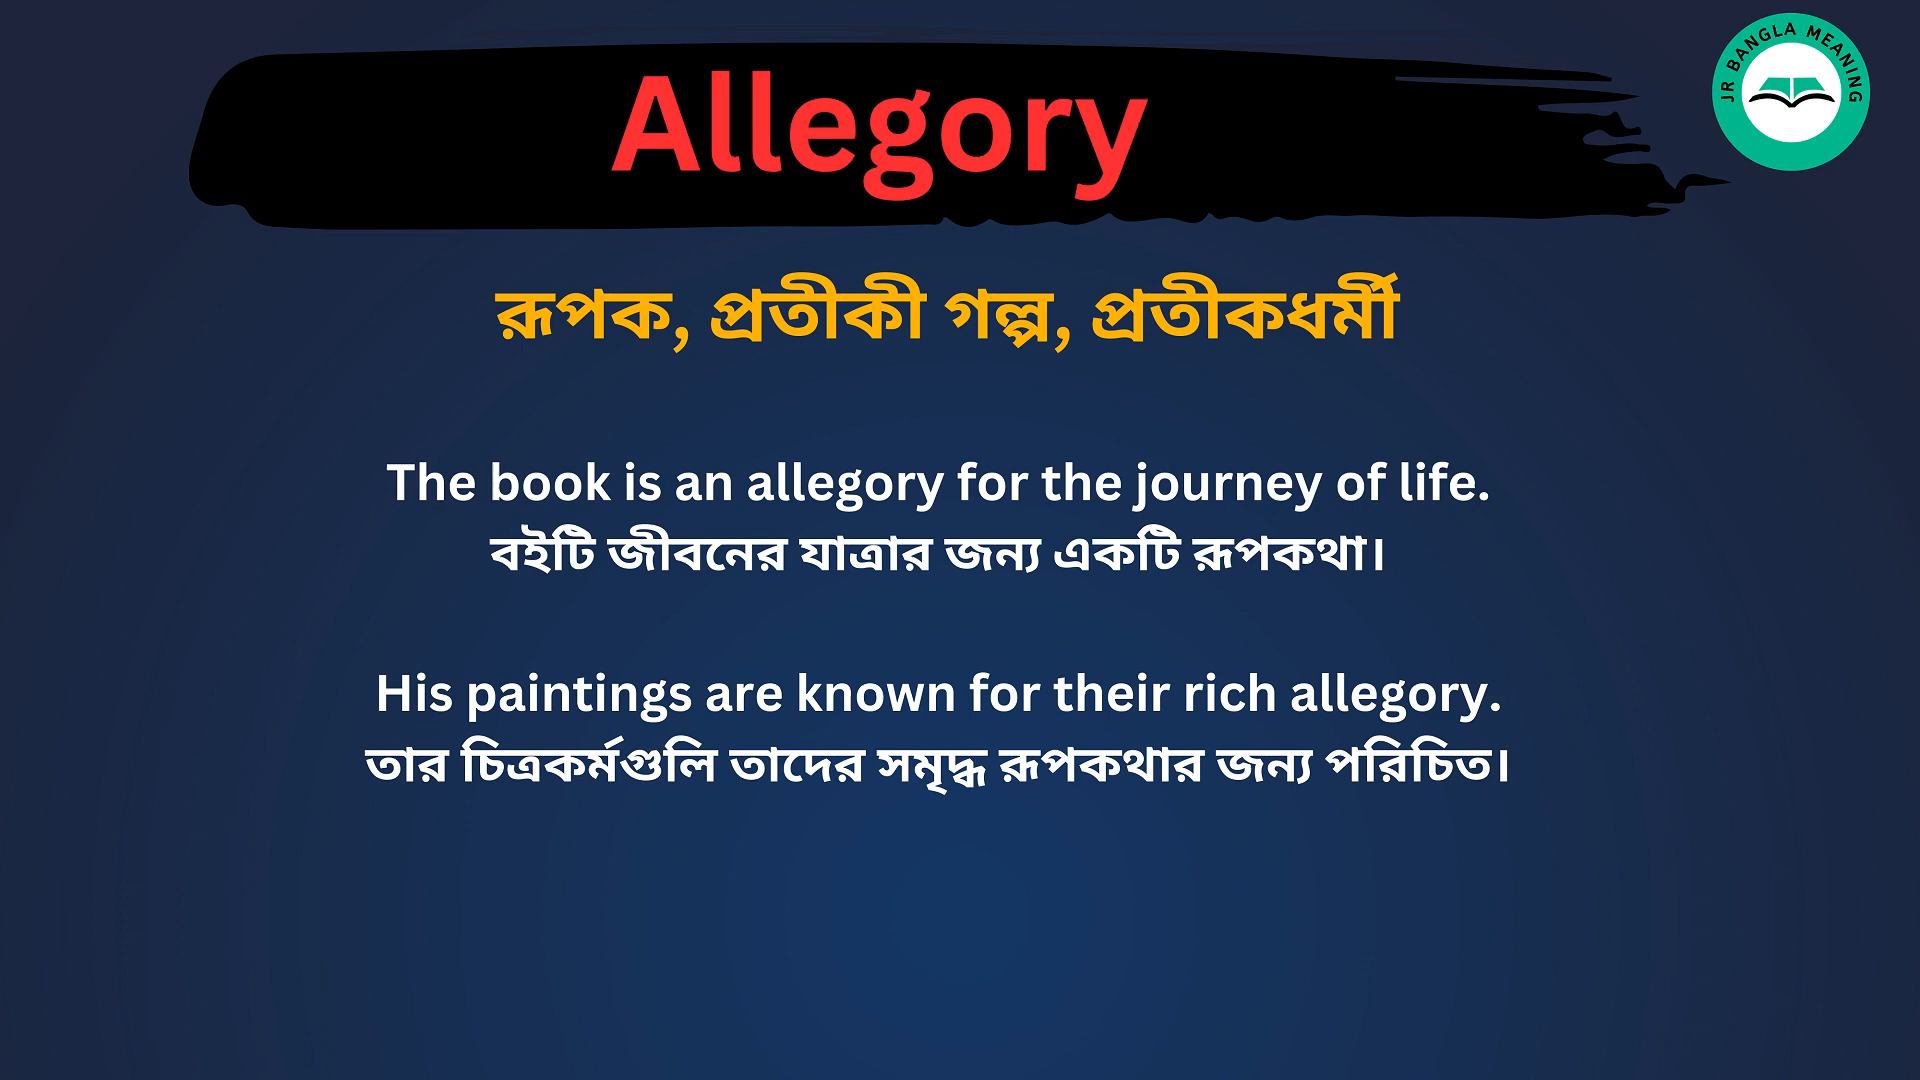 Allegory
JR BANGLA MEANING
রূপক, প্রতীকী গল্প, প্রতীকধর্মী
The book is an allegory for the journey of life.
বইটি জীবনের যাত্রার জন্য একটি রূপকথা।
His paintings are known for their rich allegory.
তার চিত্রকর্মগুলি তাদের সমৃদ্ধ রূপকথার জন্য পরিচিত।